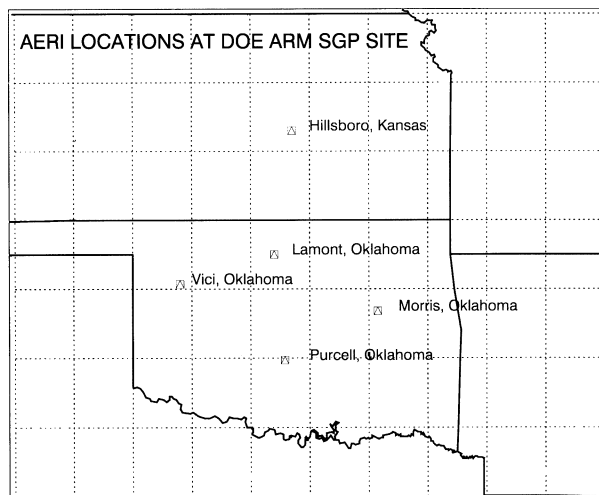 AERI LOCATIONS AT DOE ARM SGP SITE
Hillsboro, Kansas
Lamont, Oklahoma
Vici, Oklahoma
Morris, Oklahoma
Purcell, Oklahoma